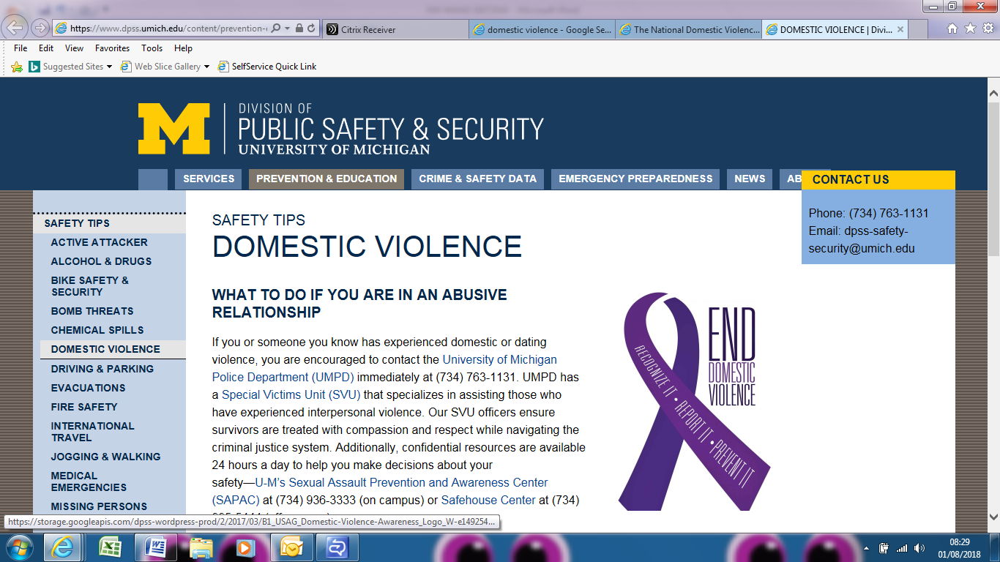 https://www.dpss.umich.edu/content/prevention-
Citrix Receiver
domestic violence - Google Se...
The National Domestic Violenc...
DOMESTIC VIOLENCE | Divi...
File Edit View Favorites Tools Help
Suggested Sites
Web Slice Gallery
SelfService Quick Link
M
DIVISION OF
PUBLIC SAFETY & SECURITY
UNIVERSITY OF MICHIGAN
SERVICES
PREVENTION & EDUCATION
CRIME & SAFETY DATA
EMERGENCY PREPAREDNESS
NEWS
AB
CONTACT US
Phone: (734) 763-1131
Email: dpss-safety-
security@umich.edu
SAFETY TIPS
ACTIVE ATTACKER
ALCOHOL & DRUGS
BIKE SAFETY &
SECURITY
BOMB THREATS
CHEMICAL SPILLS
DOMESTIC VIOLENCE
DRIVING & PARKING
EVACUATIONS
FIRE SAFETY
INTERNATIONAL
TRAVEL
JOGGING & WALKING
MEDICAL
EMERGENCIES
MISSING PERSONS
SAFETY TIPS
DOMESTIC VIOLENCE
WHAT TO DO IF YOU ARE IN AN ABUSIVE
RELATIONSHIP
If you or someone you know has experienced domestic or dating
violence, you are encouraged to contact the University of Michigan
Police Department (UMPD) immediately at (734) 763-1131. UMPD has
a Special Victims Unit (SVU) that specializes in assisting those who
have experienced interpersonal violence. Our SVU officers ensure
survivors are treated with compassion and respect while navigating the
criminal justice system. Additionally, confidential resources are available
24 hours a day to help you make decisions about your
safety—U-M's Sexual Assault Prevention and Awareness Center
(SAPAC) at (734) 936-3333 (on campus) or Safehouse Center at (734)
END
DOMESTIC
VIOLENCE
RECOGNIZE IT • REPORT IT • PREVENT IT
https://storage.googleapis.com/dpss-wordpress-prod/2/2017/03/B1_USAG_Domestic-Violence-Awareness_Logo_W-e149254...
08:29
01/08/2018